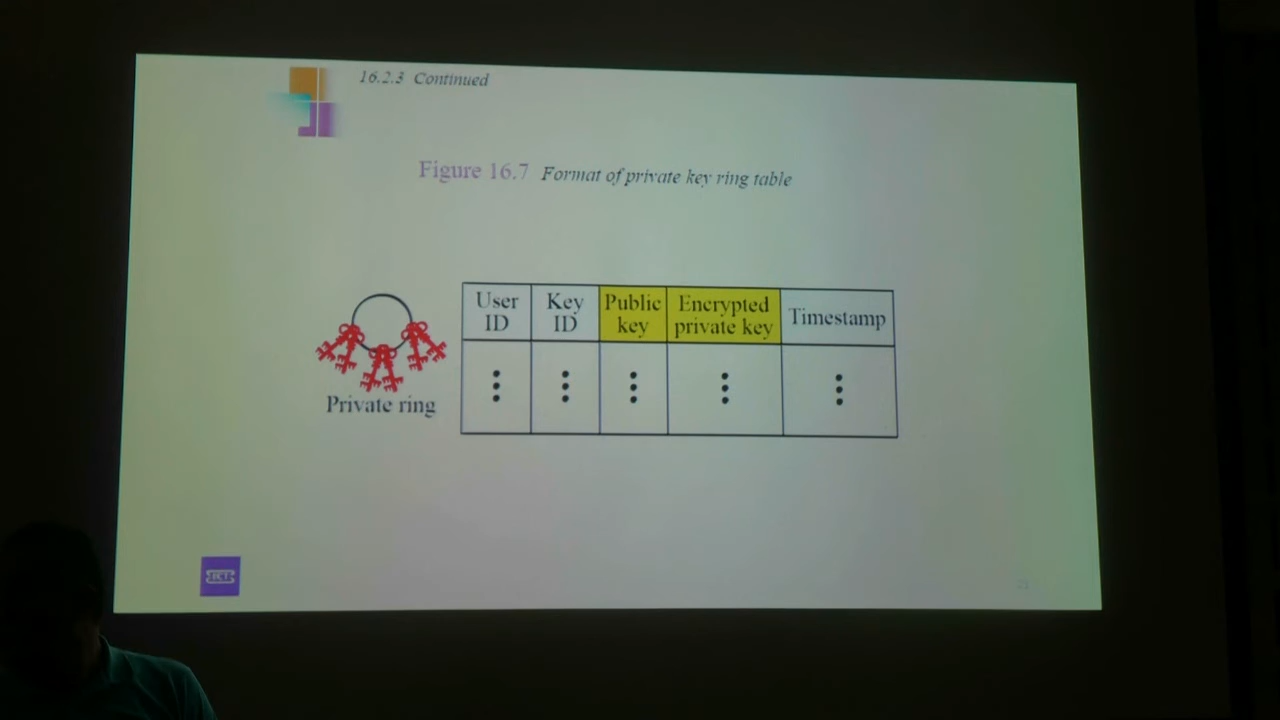 16.2.3 Continued
Figure 16.7 Format of private key ring table
User ID
Key ID
Public key
Encrypted private key
Timestamp
Private ring